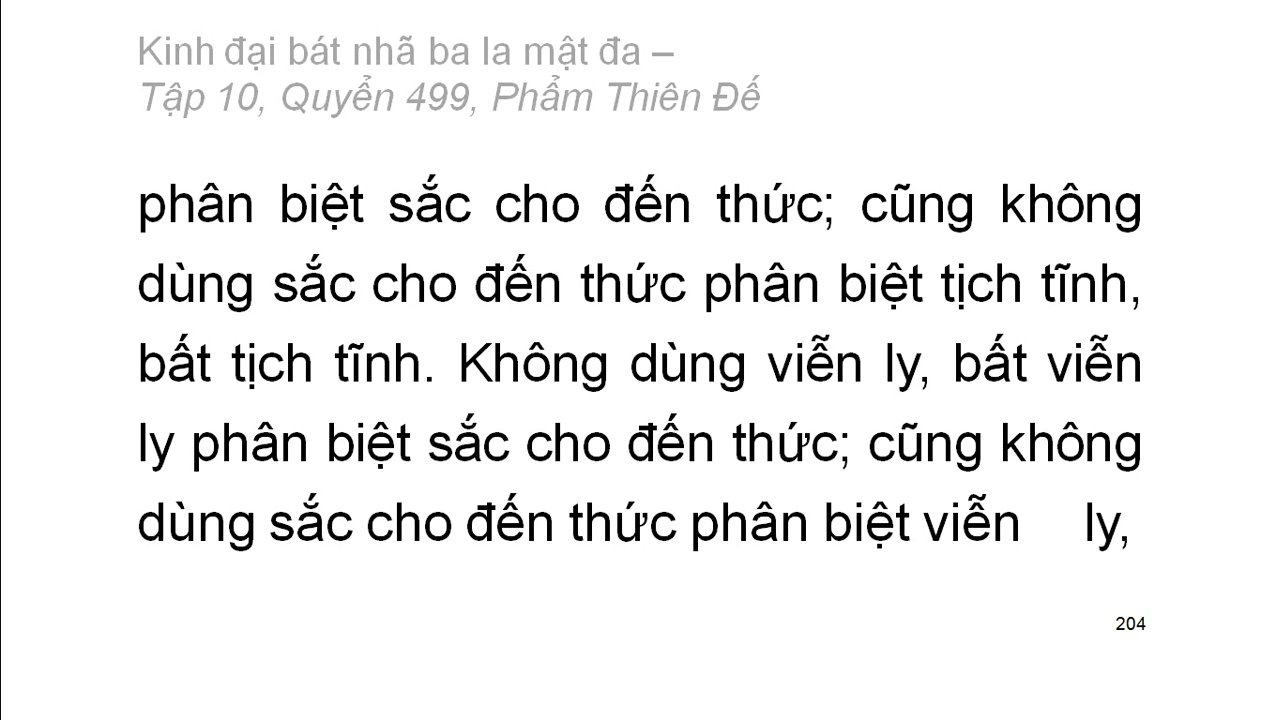 Kinh đại bát nhã ba la mật đa –
Tập 10, Quyển 499, Phẩm Thiên Đế
phân biệt sắc cho đến thức; cũng không
dùng sắc cho đến thức phân biệt tịch tĩnh,
bất tịch tĩnh. Không dùng viễn ly, bất viễn
ly phân biệt sắc cho đến thức; cũng không
dùng sắc cho đến thức phân biệt viễn ly,
204